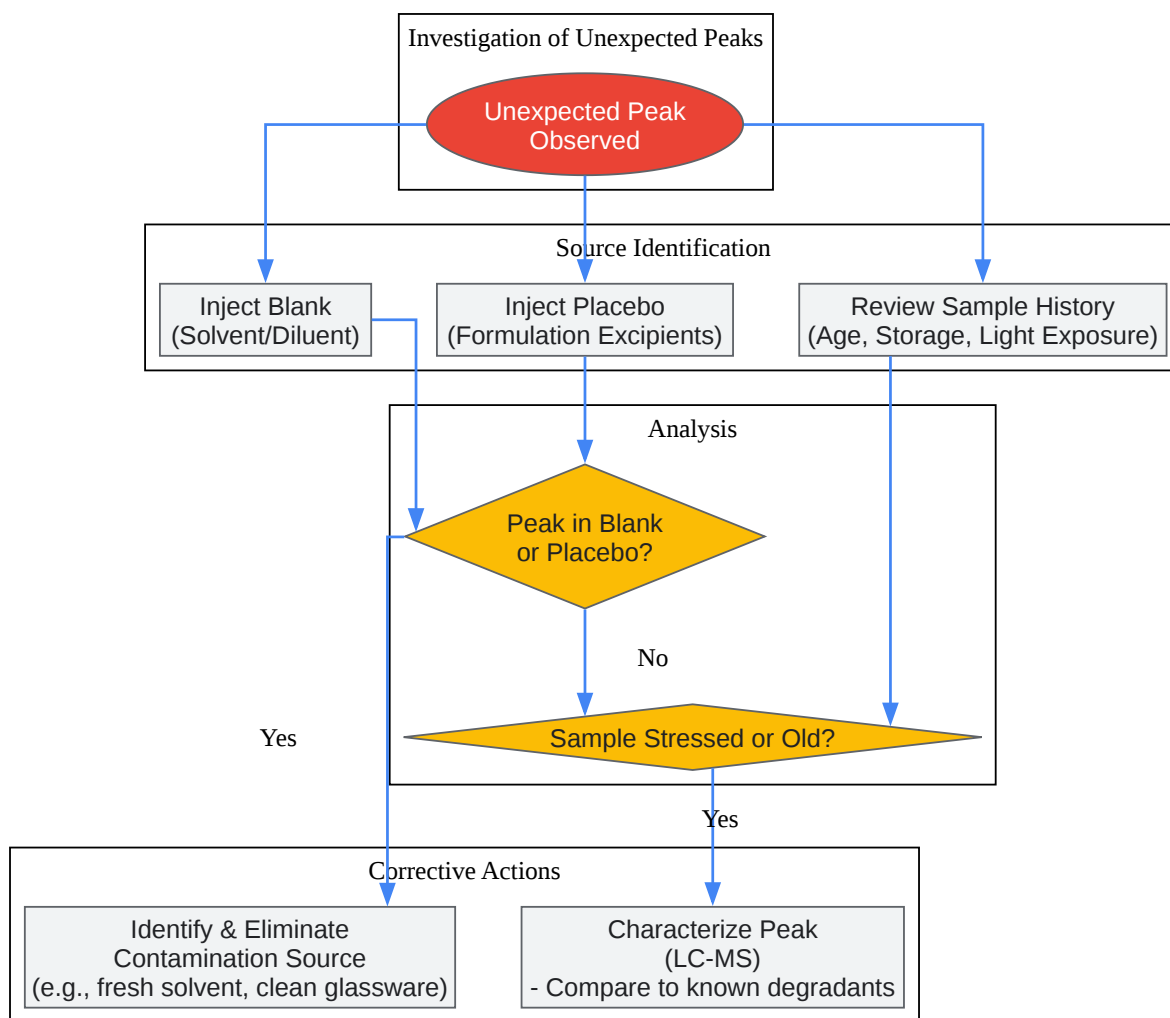 Investigation of Unexpected Peaks
Unexpected Peak
Observed
Source Identification
Inject Blank
(Solvent/Diluent)
Inject Placebo
(Formulation Excipients)
Review Sample History
(Age, Storage, Light Exposure)
Analysis
Peak in Blank
or Placebo?
No
Yes
Sample Stressed or Old?
Yes
Corrective Actions
Identify & Eliminate
Contamination Source
(e.g., fresh solvent, clean glassware)
Characterize Peak
(LC-MS)
- Compare to known degradants